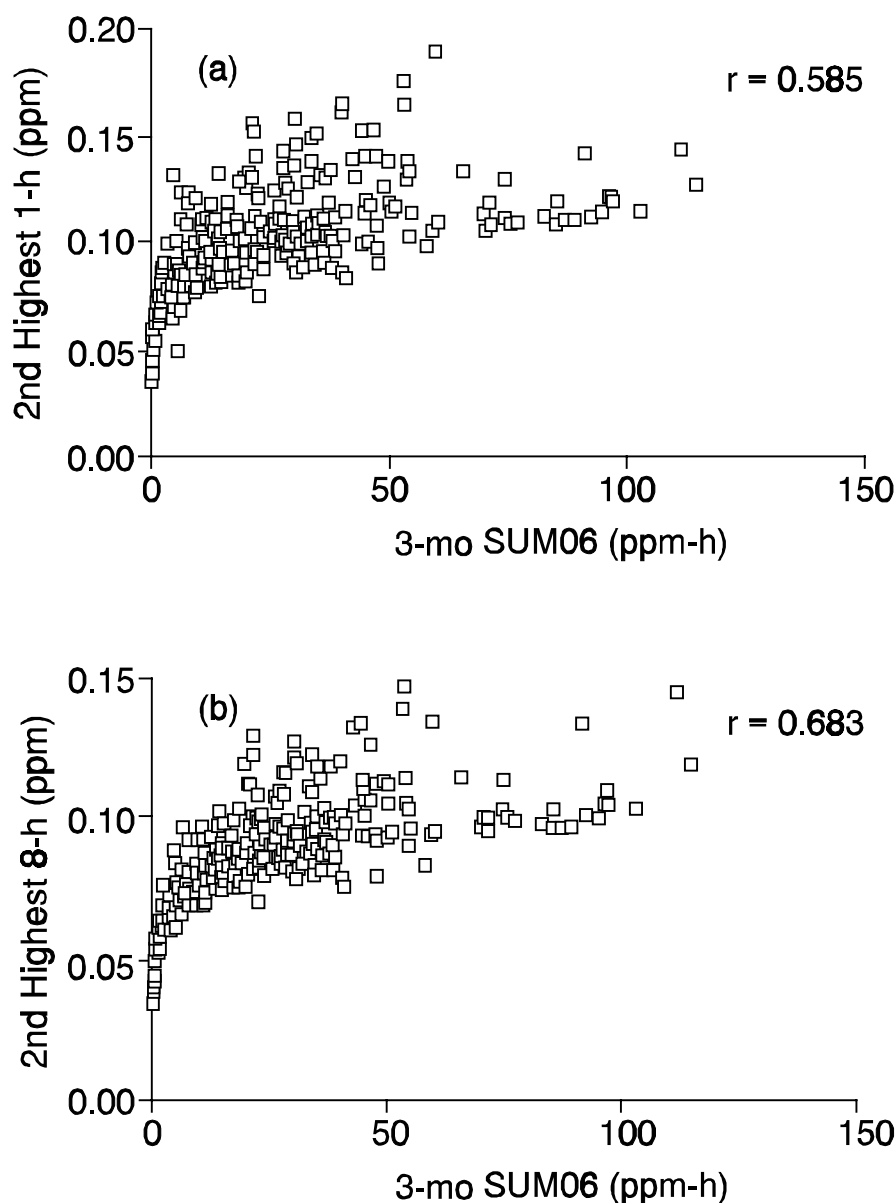 0.20
(a)
r = 0.585
0.15
2nd Highest 1-h (ppm)
0.10
0.05
0.00
0
50
100
150
3-mo SUM06 (ppm-h)
0.15
(b)
r = 0.683
2nd Highest 8-h (ppm)
0.10
0.05
0.00
0
50
100
150
3-mo SUM06 (ppm-h)